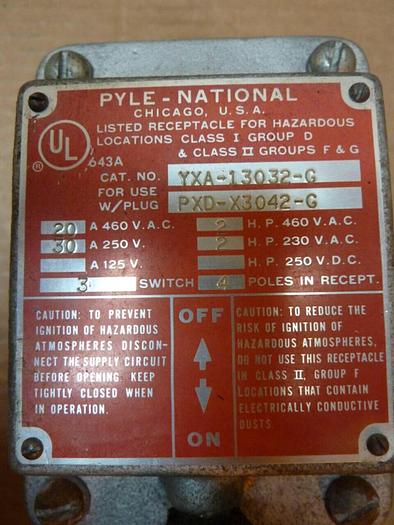 PYLE-NATIONAL
CHICAGO, U.S.A.
LISTED RECEPTACLE FOR HAZARDOUS
LOCATIONS CLASS I GROUP D
& CLASS II GROUPS F & G
UL
®
643A
CAT. NO. YXA-13032-G
FOR USE
W/PLUG PXD-X3042-G
20 A 460 V.A.C. 2 H.P. 460 V.A.C.
30 A 250 V. 2 H.P. 230 V.A.C.
A 125 V. H.P. 250 V.D.C.
3 SWITCH 4 POLES IN RECEPT.
CAUTION: TO PREVENT
IGNITION OF HAZARDOUS
ATMOSPHERES DISCON-
NECT THE SUPPLY CIRCUIT
BEFORE OPENING. KEEP
TIGHTLY CLOSED WHEN
IN OPERATION.
OFF
ON
CAUTION: TO REDUCE THE
RISK OF IGNITION OF
HAZARDOUS ATMOSPHERES,
DO NOT USE THIS RECEPTACLE
IN CLASS II, GROUP F
LOCATIONS THAT CONTAIN
ELECTRICALLY CONDUCTIVE
DUSTS.